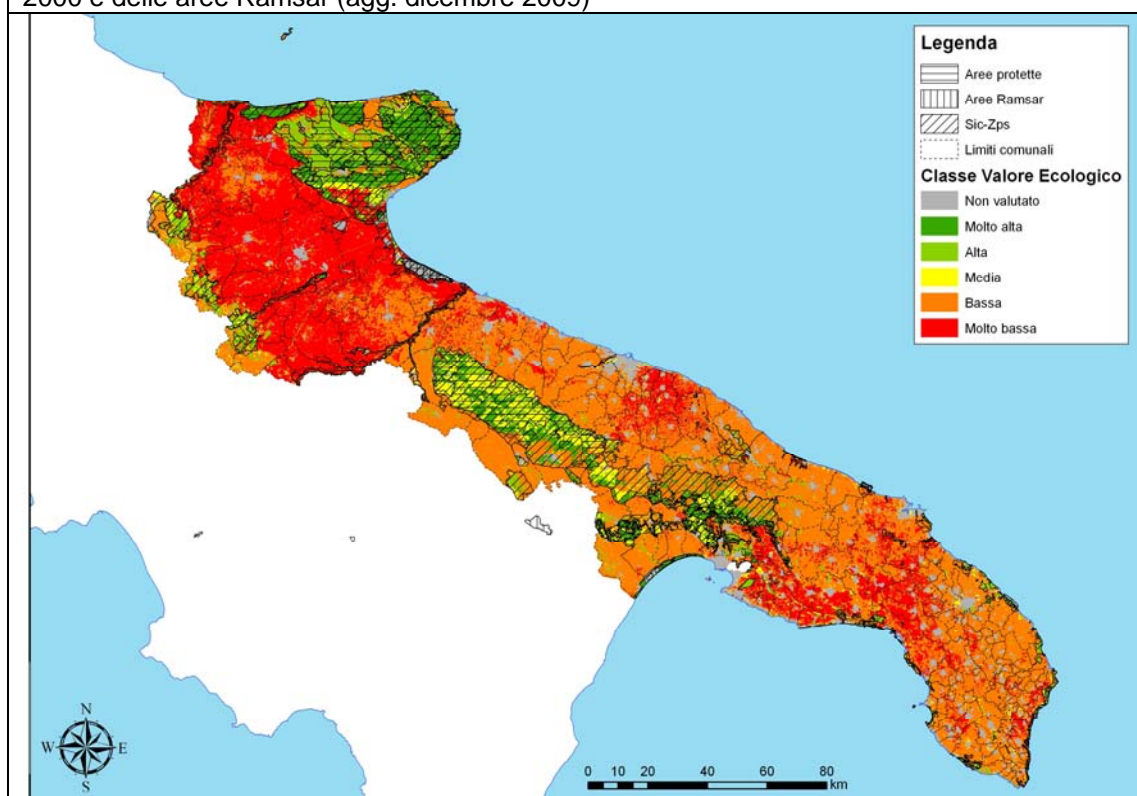 2000 e delle aree Ramsar (agg. dicembre 2009)
Legenda
Aree protette
Aree Ramsar
Sic-Zps
Limiti comunali
Classe Valore Ecologico
Non valutato
Molto alta
Alta
Media
Bassa
Molto bassa
N
W E
S
0 10 20 40 60 80
km